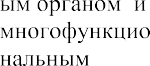 ым органом и
многофункцио
нальным